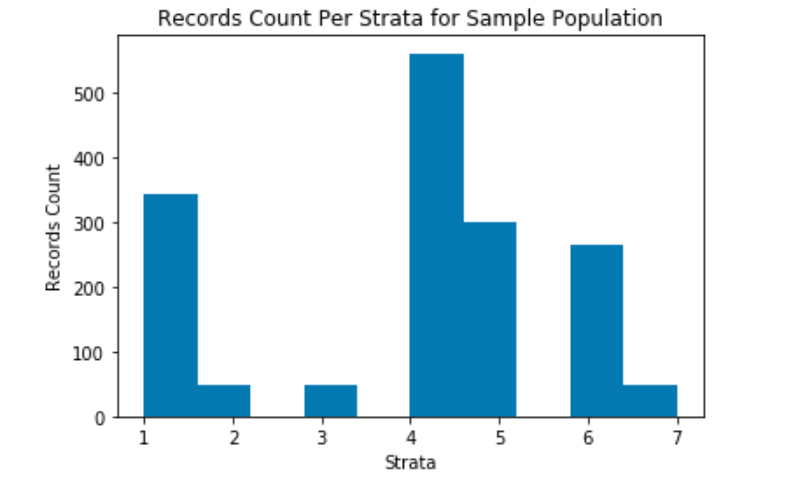 Records Count Per Strata for Sample Population
500
400
300
200
100
0
Records Count
1 2 3 4 5 6 7
Strata